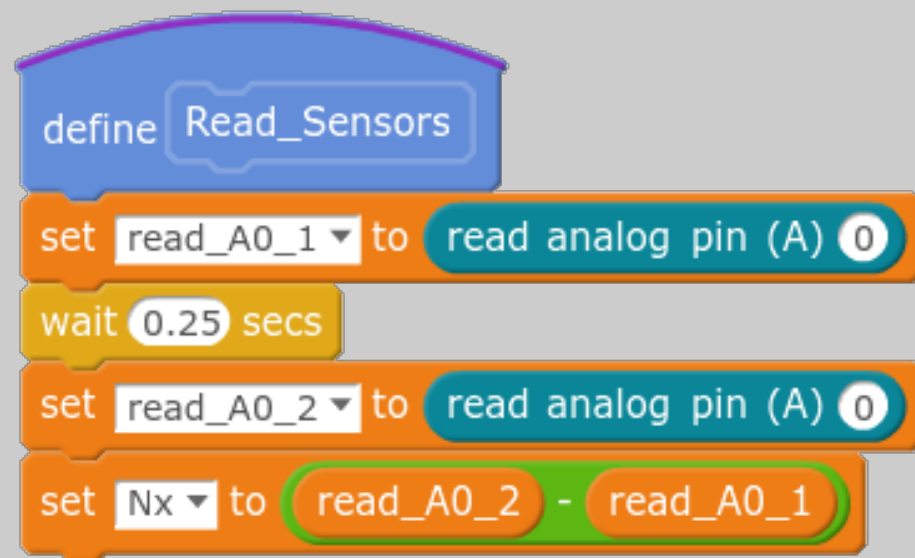 define Read_Sensors
set read_A0_1 to read analog pin (A) 0
wait 0.25 secs
set read_A0_2 to read analog pin (A) 0
set Nx to read_A0_2 - read_A0_1